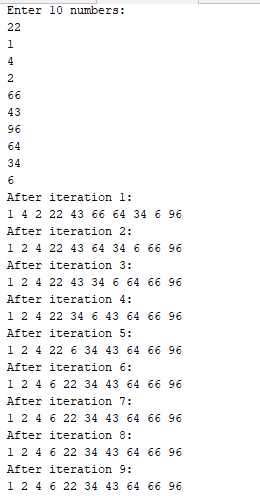 Enter 10 numbers:
22
1
4
2
66
43
96
64
34
6
After iteration 1:
1 4 2 22 43 66 64 34 6 96
After iteration 2:
1 2 4 22 43 64 34 6 66 96
After iteration 3:
1 2 4 22 43 34 6 64 66 96
After iteration 4:
1 2 4 22 34 6 43 64 66 96
After iteration 5:
1 2 4 22 6 34 43 64 66 96
After iteration 6:
1 2 4 6 22 34 43 64 66 96
After iteration 7:
1 2 4 6 22 34 43 64 66 96
After iteration 8:
1 2 4 6 22 34 43 64 66 96
After iteration 9:
1 2 4 6 22 34 43 64 66 96